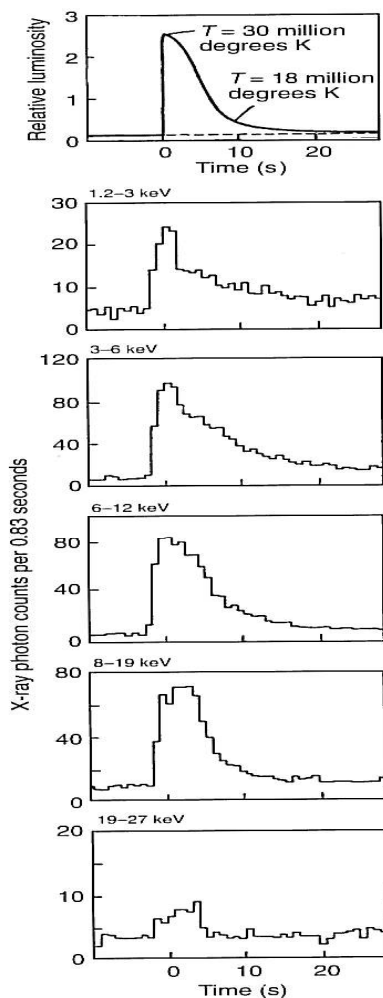 Relative luminosity
3
2
1
0
T = 30 million
degrees K
T = 18 million
degrees K
0 10 20
Time (s)
X-ray photon counts per 0.83 seconds
1.2–3 keV
30
20
10
0
3–6 keV
120
80
40
0
6–12 keV
80
40
0
8–19 keV
80
40
0
19–27 keV
20
10
0
0 10 20
Time (s)